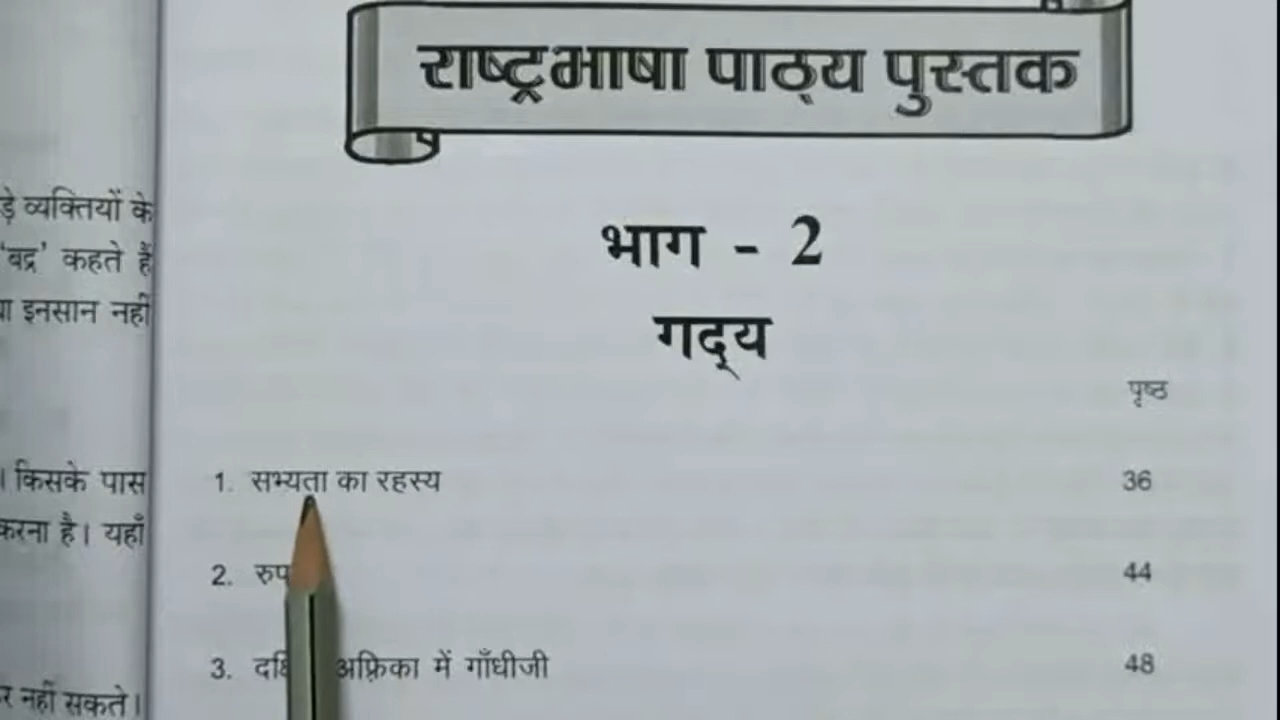 राष्ट्रभाषा पाठ्य पुस्तक
भाग - 2
गद्य
पृष्ठ
1. सभ्यता का रहस्य 36
2. 44
3. अफ़्रिका में गाँधीजी 48
व्यक्तियों के
'बद्र' कहते हैं
इनसान नहीं
। किसके पास
करना है। यहाँ
नहीं सकते।